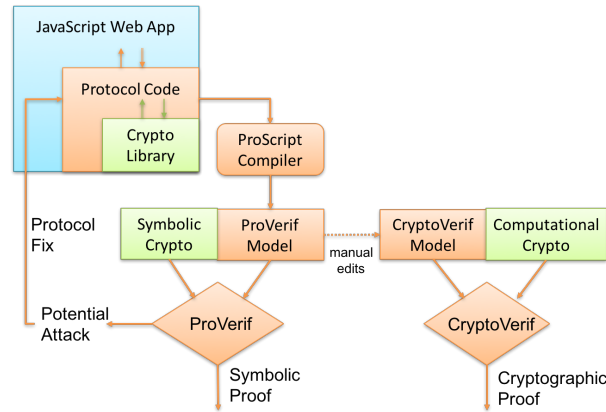 JavaScript Web App
Protocol Code
Crypto
Library
ProScript
Compiler
Protocol
Fix
Symbolic
Crypto
ProVerif
Model
manual
edits
CryptoVerif
Model
Computational
Crypto
Potential
Attack
ProVerif
CryptoVerif
Symbolic
Proof
Cryptographic
Proof